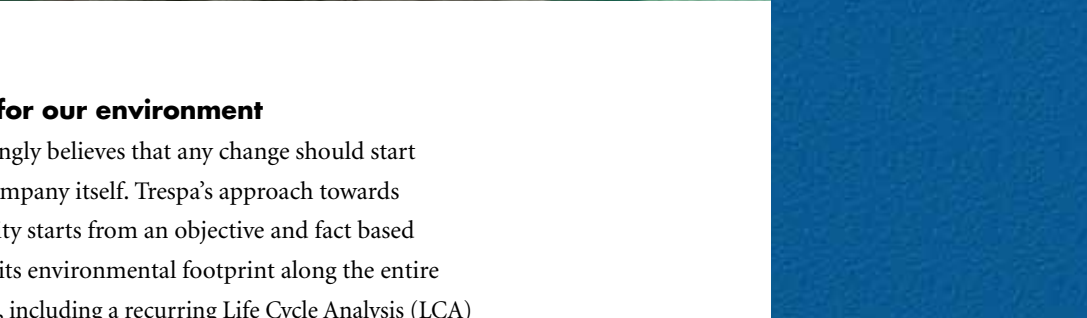 for our environment
ngly believes that any change should start
mpany itself. Trespa's approach towards
ty starts from an objective and fact based
its environmental footprint along the entire
, including a recurring Life Cycle Analysis (LCA)